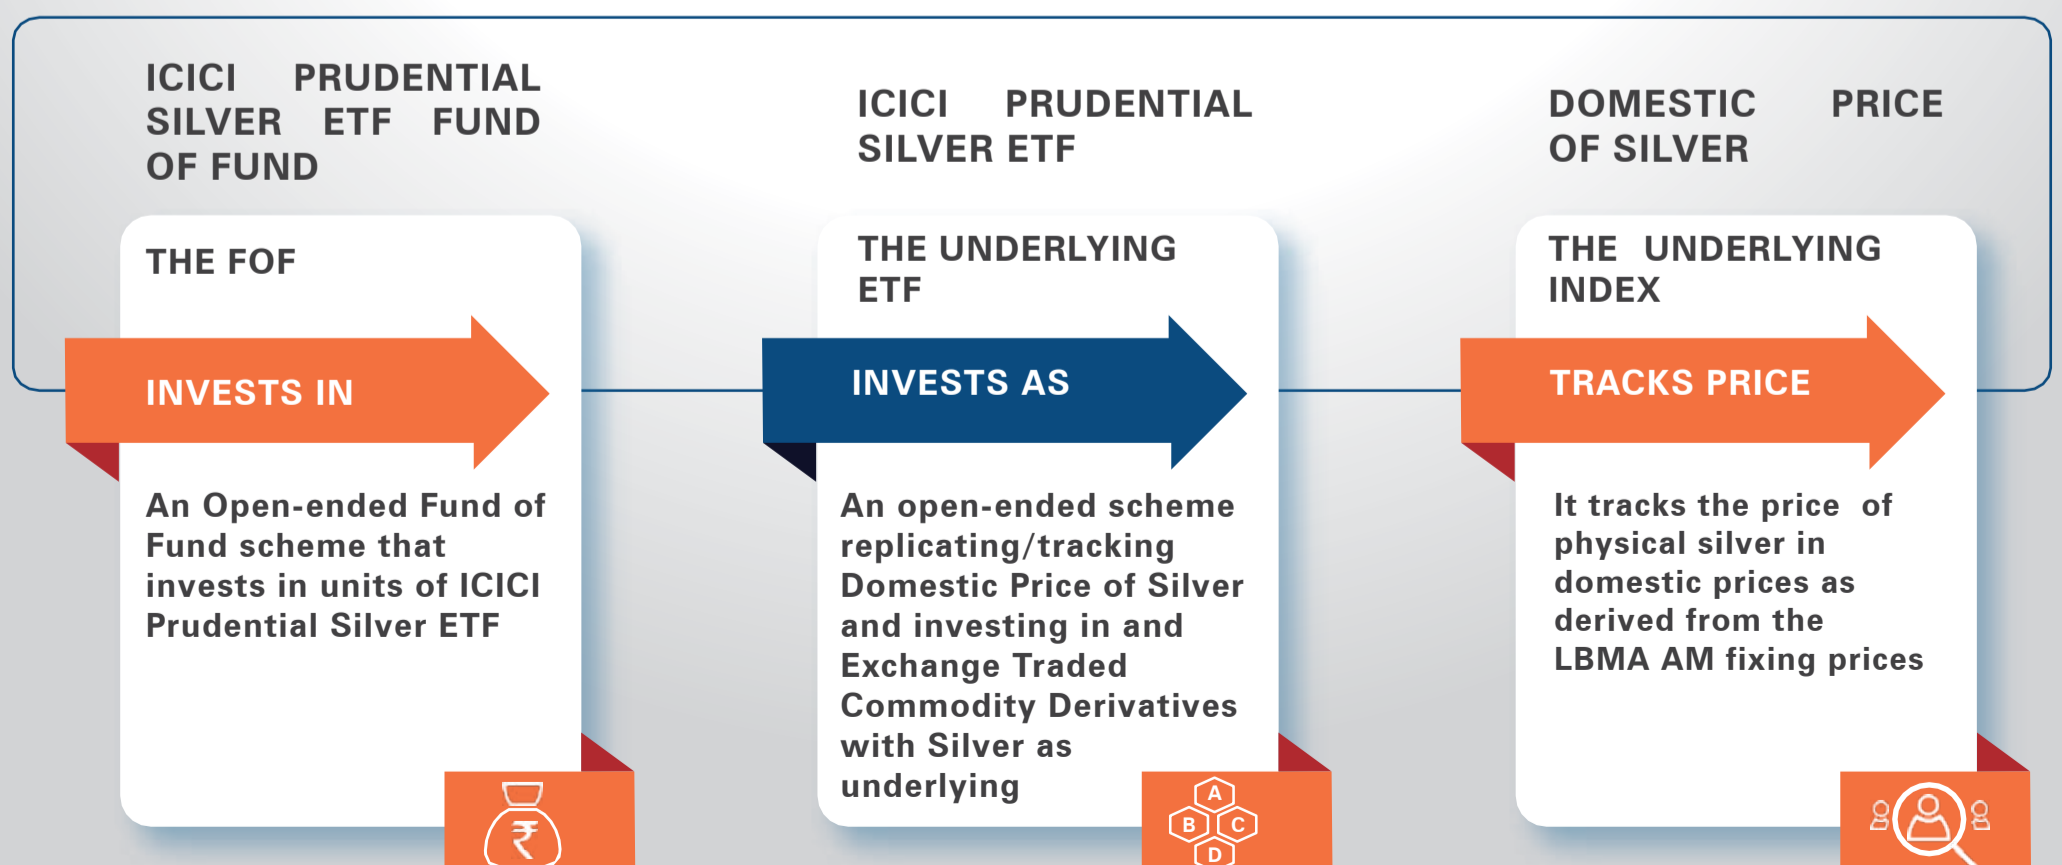 ICICI PRUDENTIAL
SILVER ETF FUND
OF FUND
THE FOF
INVESTS IN
An Open-ended Fund of
Fund scheme that
invests in units of ICICI
Prudential Silver ETF
₹
ICICI PRUDENTIAL
SILVER ETF
THE UNDERLYING
ETF
INVESTS AS
An open-ended scheme
replicating/tracking
Domestic Price of Silver
and investing in and
Exchange Traded
Commodity Derivatives
with Silver as
underlying
A
B C
D
DOMESTIC PRICE
OF SILVER
THE UNDERLYING
INDEX
TRACKS PRICE
It tracks the price of
physical silver in
domestic prices as
derived from the
LBMA AM fixing prices